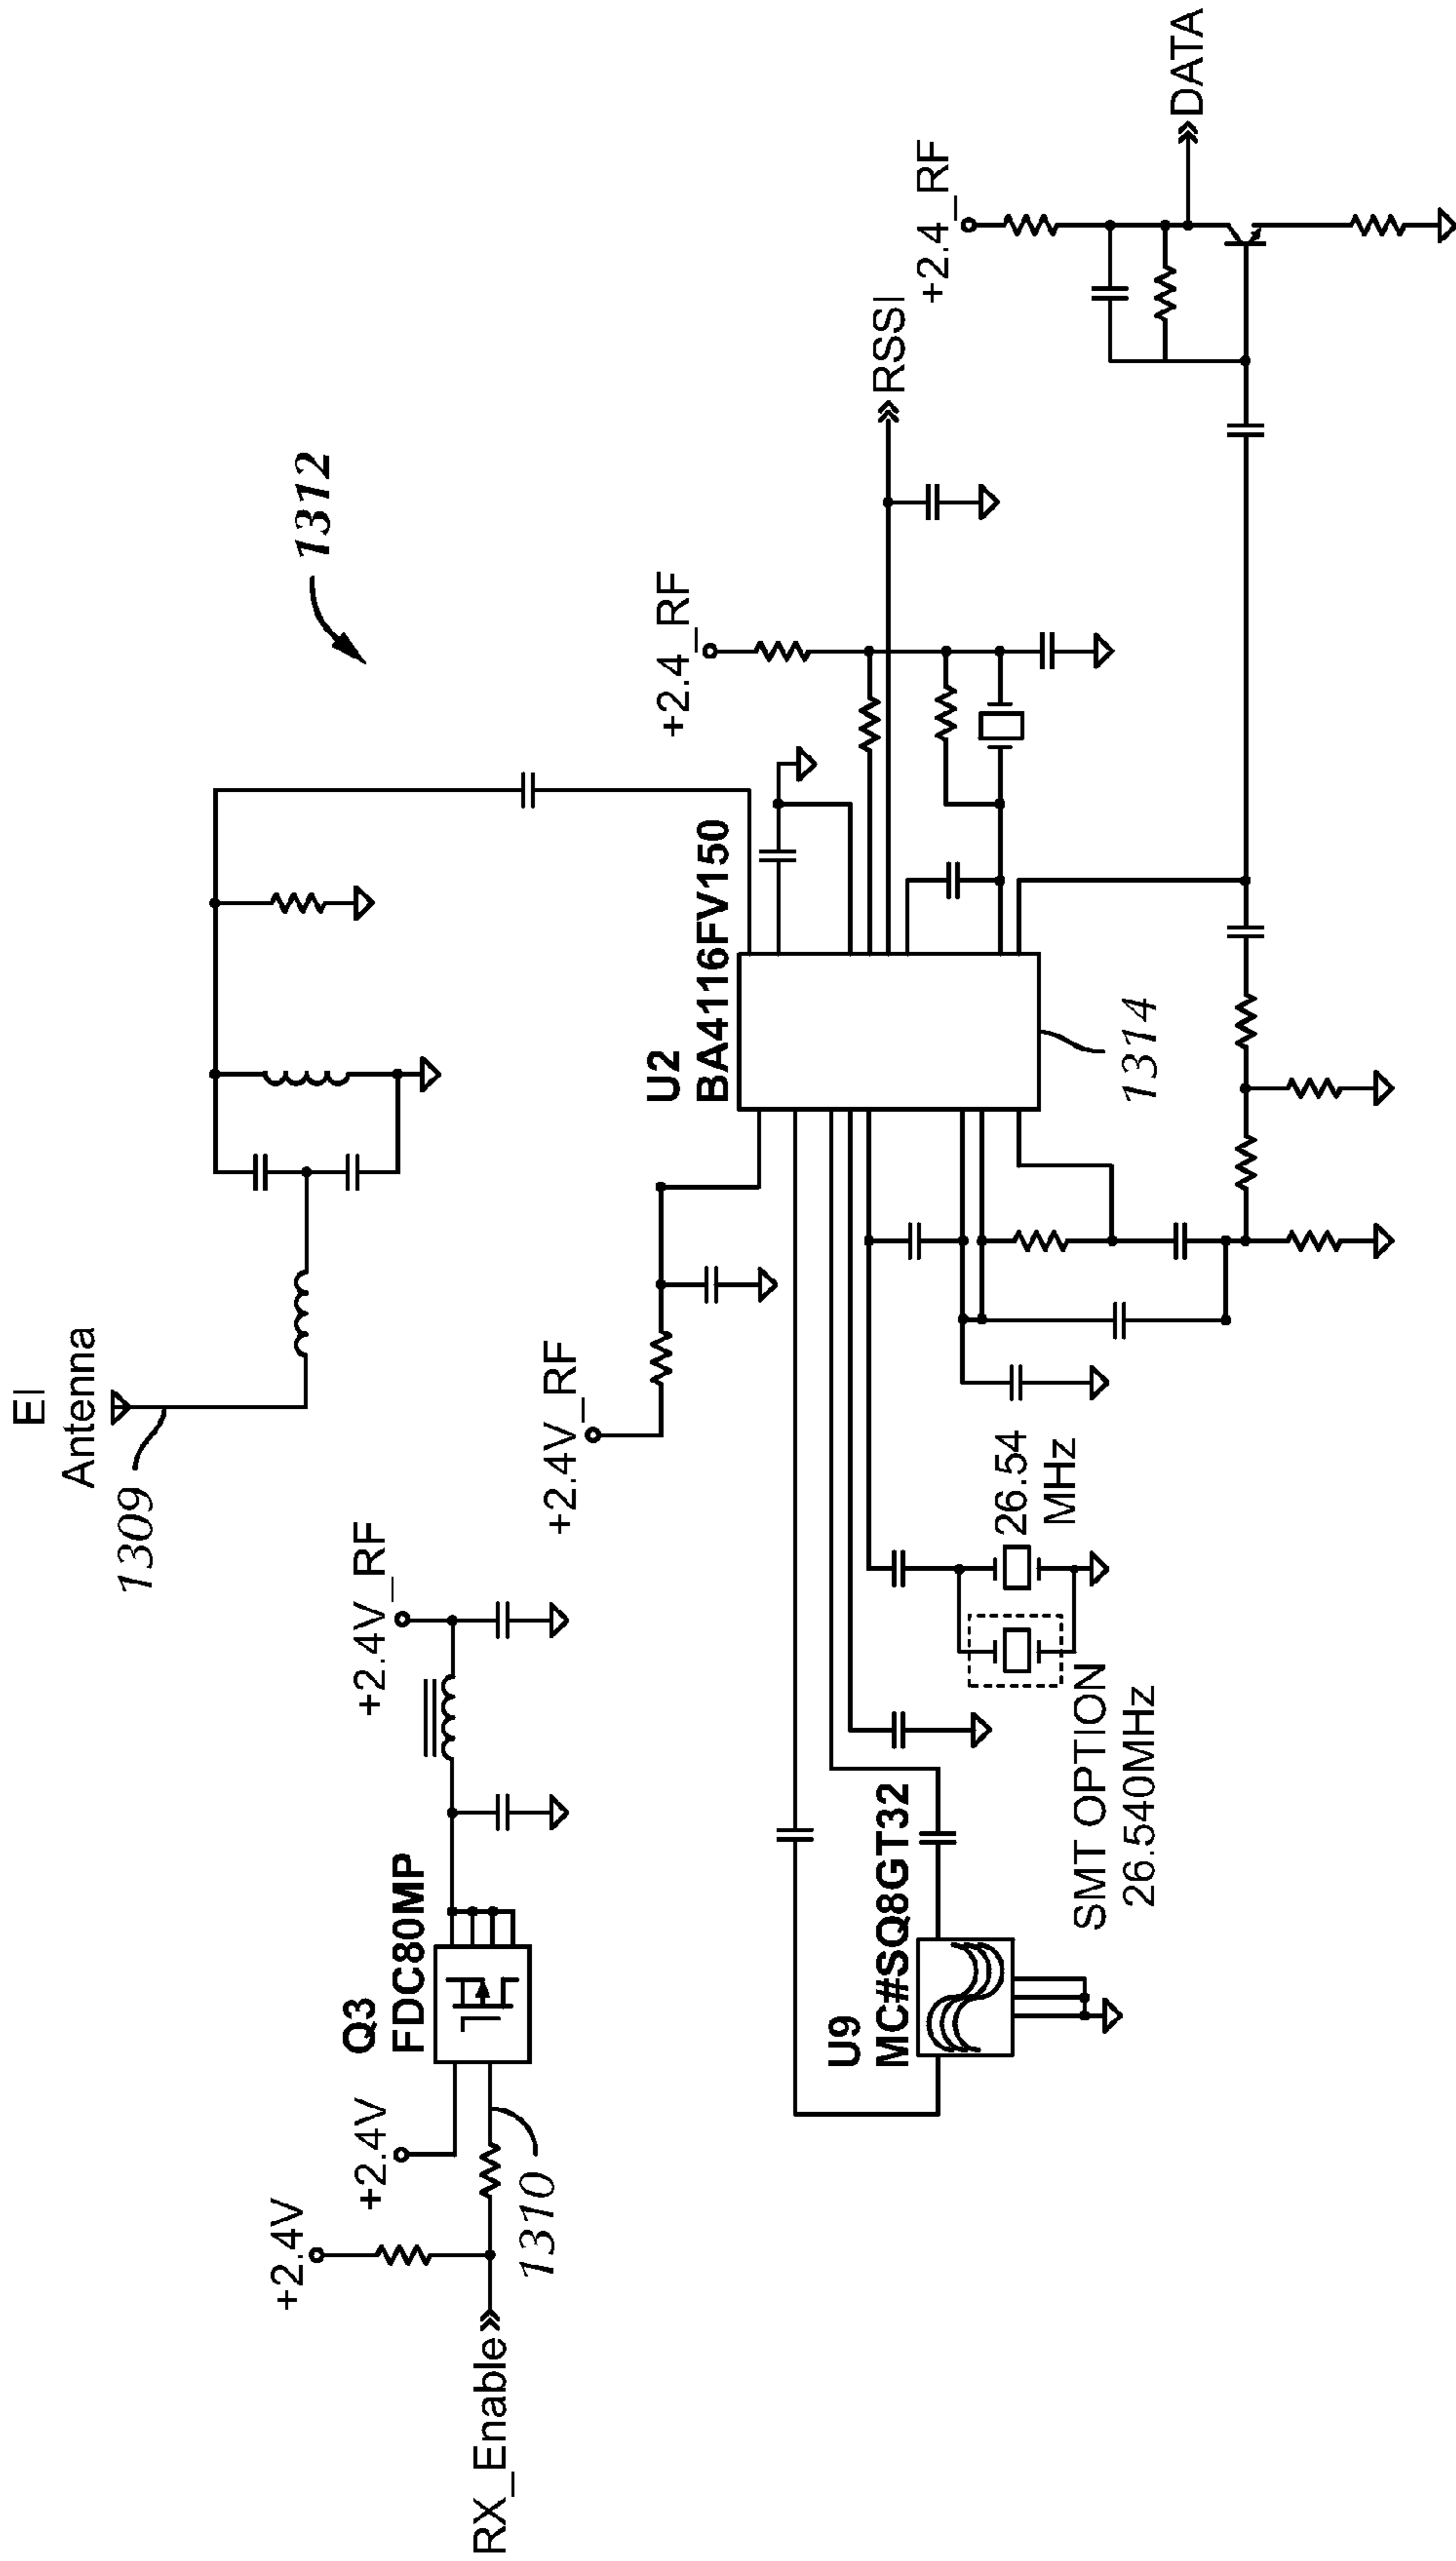 EI
Antenna
1309
1312
+2.4V
+2.4V
Q3
FDC80MP
+2.4V_RF
RX_Enable
1310
+2.4V_RF
U2
BA4116FV150
+2.4_RF
RSSI
+2.4_RF
DATA
1314
U9
MC#SQ8GT32
26.54
MHz
SMT OPTION
26.540MHz